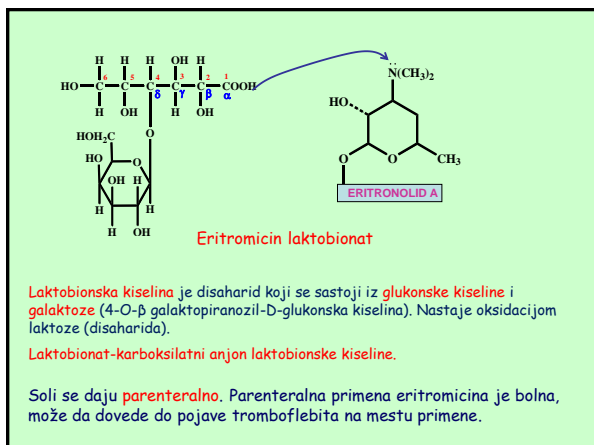 H H H OH H
6 5 4 3 2 1
HO C C C C C COOH
δ γ β α
H OH H OH
O
HOH₂C
HO O
OH H
H H
H OH
..
N(CH₃)₂
HO
O O CH₃
ERITRONOLID A
Eritromicin laktobionat
Laktobionska kiselina je disaharid koji se sastoji iz glukonske kiseline i
galaktoze (4-O-β galaktopiranozil-D-glukonska kiselina). Nastaje oksidacijom
laktoze (disaharida).
Laktobionat-karboksilatni anjon laktobionske kiseline.
Soli se daju parenteralno. Parenteralna primena eritromicina je bolna,
može da dovede do pojave tromboflebita na mestu primene.